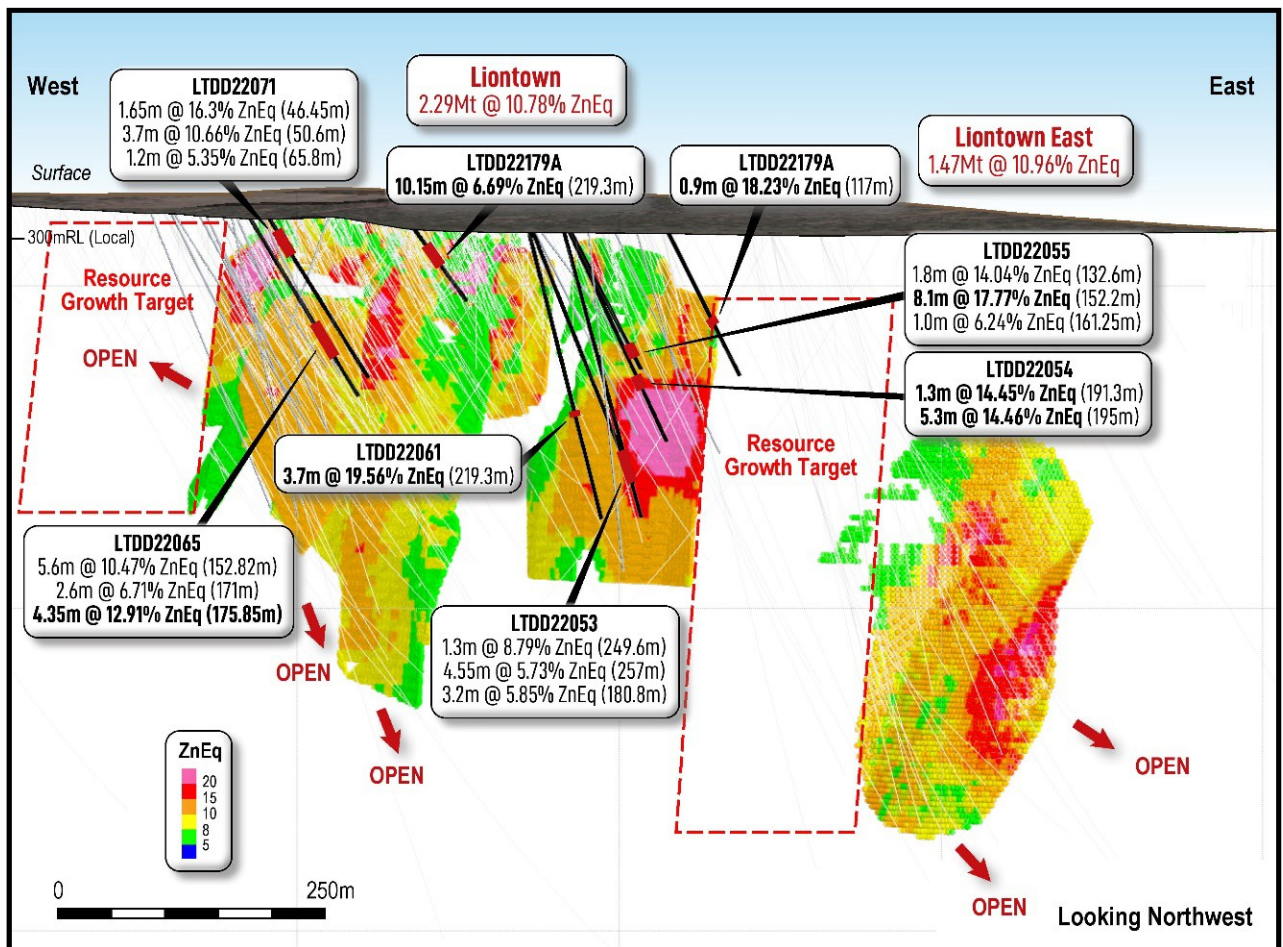 West
East
LTDD22071
1.65m @ 16.3% ZnEq (46.45m)
3.7m @ 10.66% ZnEq (50.6m)
1.2m @ 5.35% ZnEq (65.8m)
Liontown
2.29Mt @ 10.78% ZnEq
Liontown East
1.47Mt @ 10.96% ZnEq
LTDD22179A
10.15m @ 6.69% ZnEq (219.3m)
LTDD22179A
0.9m @ 18.23% ZnEq (117m)
Surface
300mRL (Local)
Resource
Growth Target
OPEN
LTDD22055
1.8m @ 14.04% ZnEq (132.6m)
8.1m @ 17.77% ZnEq (152.2m)
1.0m @ 6.24% ZnEq (161.25m)
LTDD22054
1.3m @ 14.45% ZnEq (191.3m)
5.3m @ 14.46% ZnEq (195m)
LTDD22061
3.7m @ 19.56% ZnEq (219.3m)
Resource
Growth Target
LTDD22065
5.6m @ 10.47% ZnEq (152.82m)
2.6m @ 6.71% ZnEq (171m)
4.35m @ 12.91% ZnEq (175.85m)
LTDD22053
1.3m @ 8.79% ZnEq (249.6m)
4.55m @ 5.73% ZnEq (257m)
3.2m @ 5.85% ZnEq (180.8m)
OPEN
OPEN
OPEN
OPEN
ZnEq
20
15
10
8
5
0
250m
Looking Northwest